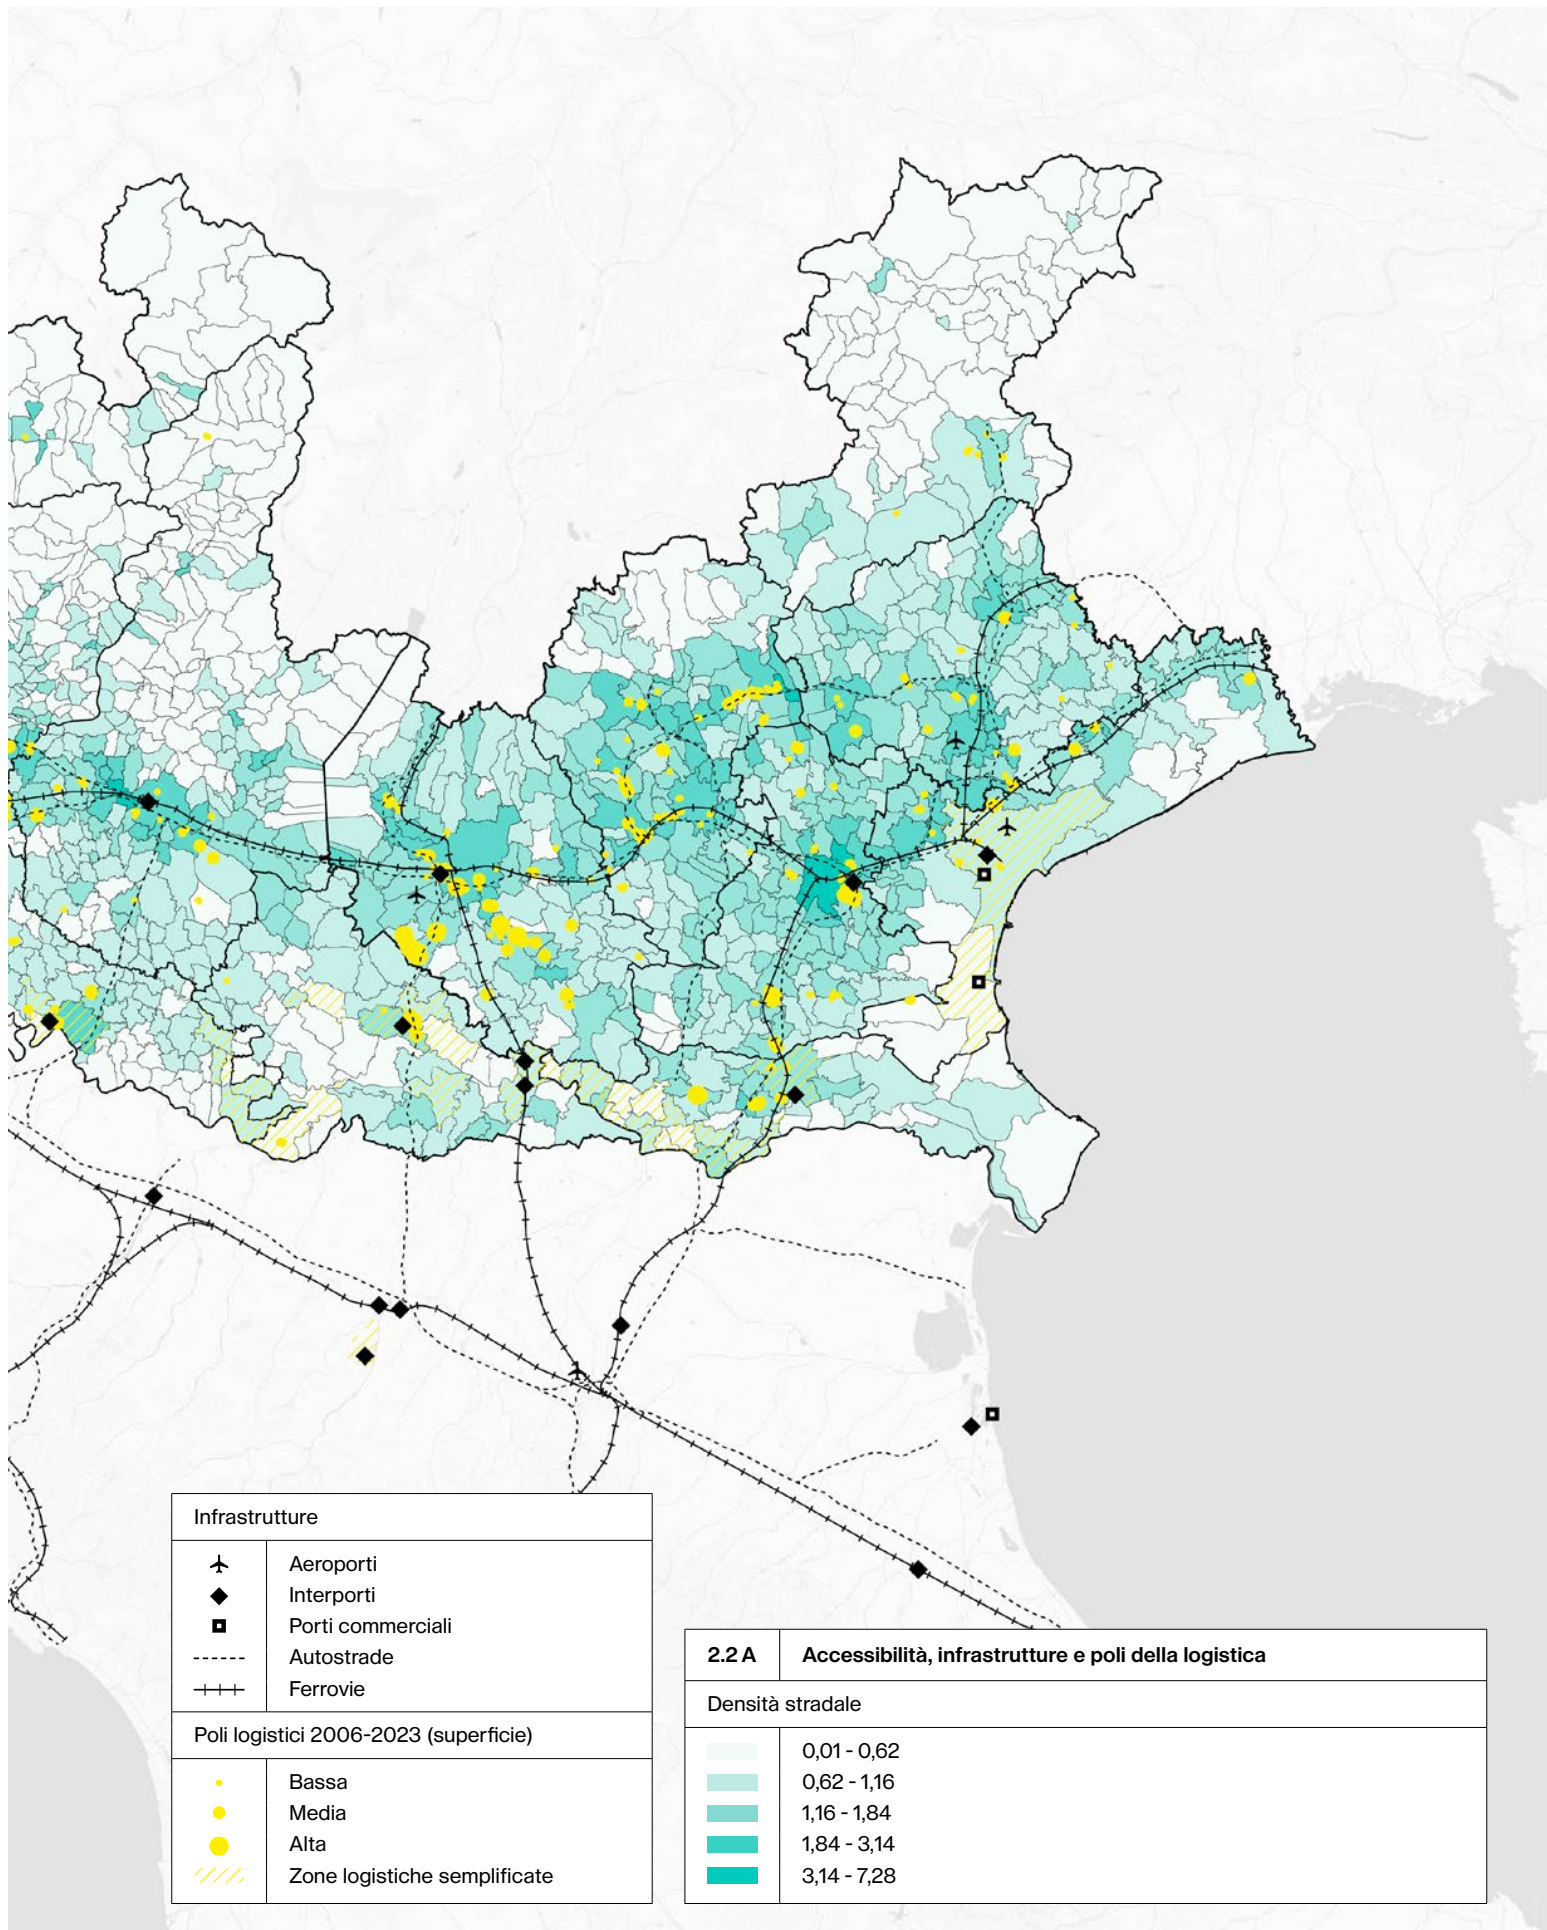 Infrastrutture
Aeroporti
Interporti
Porti commerciali
Autostrade
Ferrovie
Poli logistici 2006-2023 (superficie)
Bassa
Media
Alta
Zone logistiche semplificate
2.2 A Accessibilità, infrastrutture e poli della logistica
Densità stradale
0,01 - 0,62
0,62 - 1,16
1,16 - 1,84
1,84 - 3,14
3,14 - 7,28